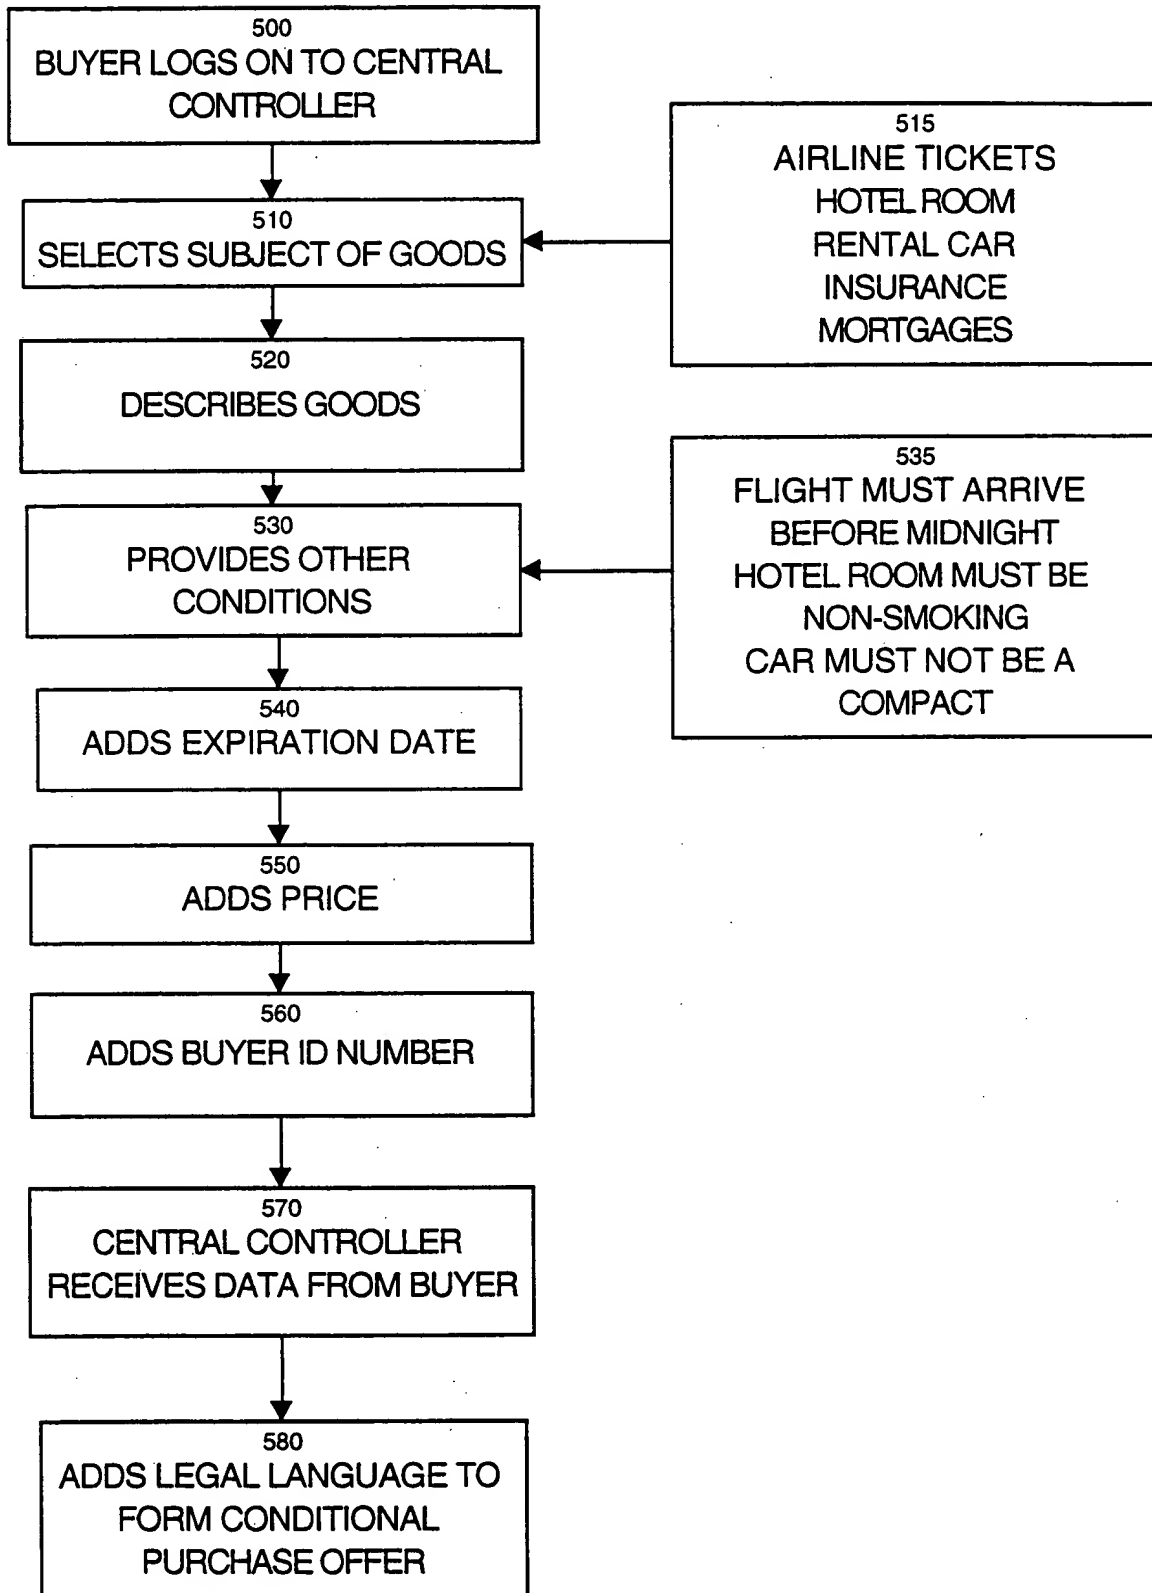 500
BUYER LOGS ON TO CENTRAL
CONTROLLER
510
SELECTS SUBJECT OF GOODS
515
AIRLINE TICKETS
HOTEL ROOM
RENTAL CAR
INSURANCE
MORTGAGES
520
DESCRIBES GOODS
530
PROVIDES OTHER
CONDITIONS
535
FLIGHT MUST ARRIVE
BEFORE MIDNIGHT
HOTEL ROOM MUST BE
NON-SMOKING
CAR MUST NOT BE A
COMPACT
540
ADDS EXPIRATION DATE
550
ADDS PRICE
560
ADDS BUYER ID NUMBER
570
CENTRAL CONTROLLER
RECEIVES DATA FROM BUYER
580
ADDS LEGAL LANGUAGE TO
FORM CONDITIONAL
PURCHASE OFFER